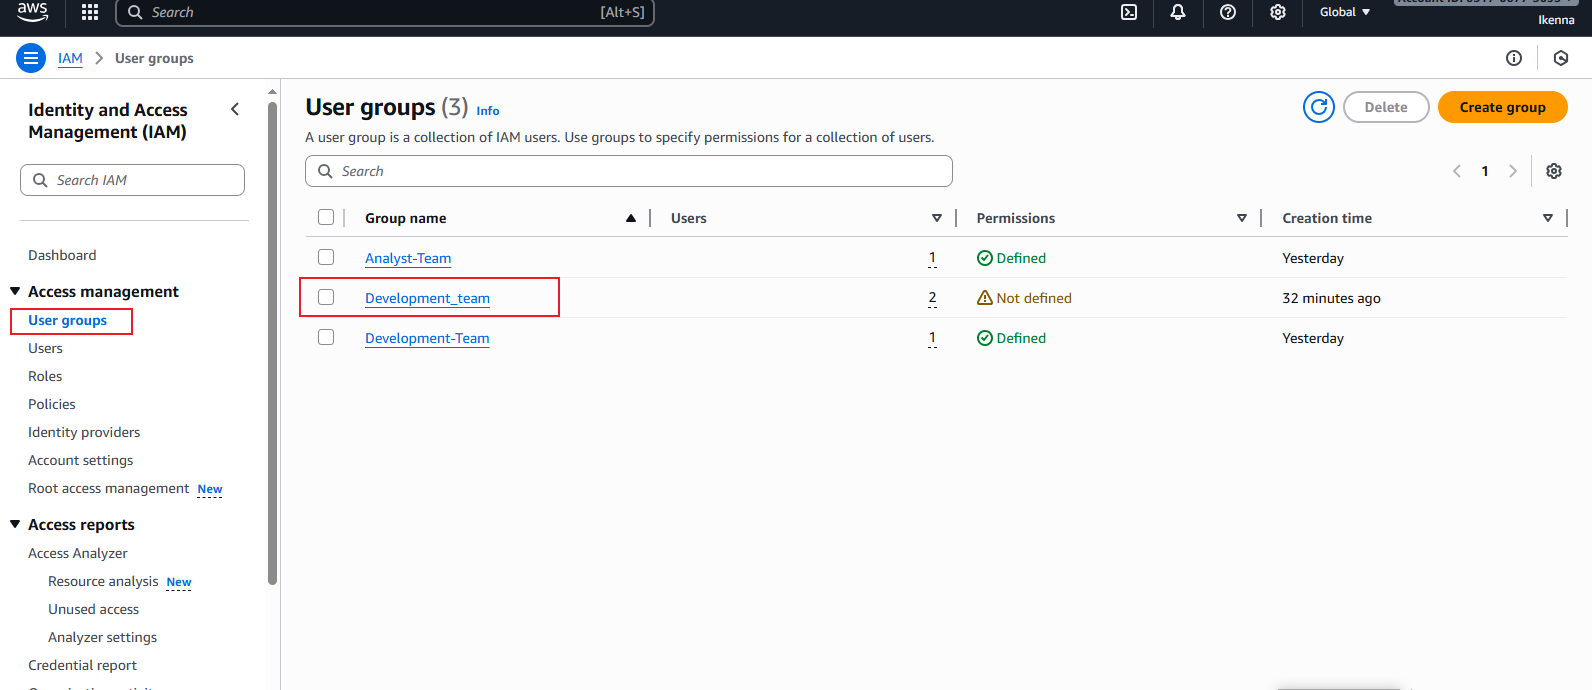 aws
Search [Alt+S]
Global
Ikenna
IAM > User groups
Identity and Access
Management (IAM)
Search IAM
Dashboard
Access management
User groups
Users
Roles
Policies
Identity providers
Account settings
Root access management New
Access reports
Access Analyzer
Resource analysis New
Unused access
Analyzer settings
Credential report
User groups (3) Info
Delete
Create group
A user group is a collection of IAM users. Use groups to specify permissions for a collection of users.
Search
1
Group name Users Permissions Creation time
Analyst-Team 1 Defined Yesterday
Development_team 2 Not defined 32 minutes ago
Development-Team 1 Defined Yesterday